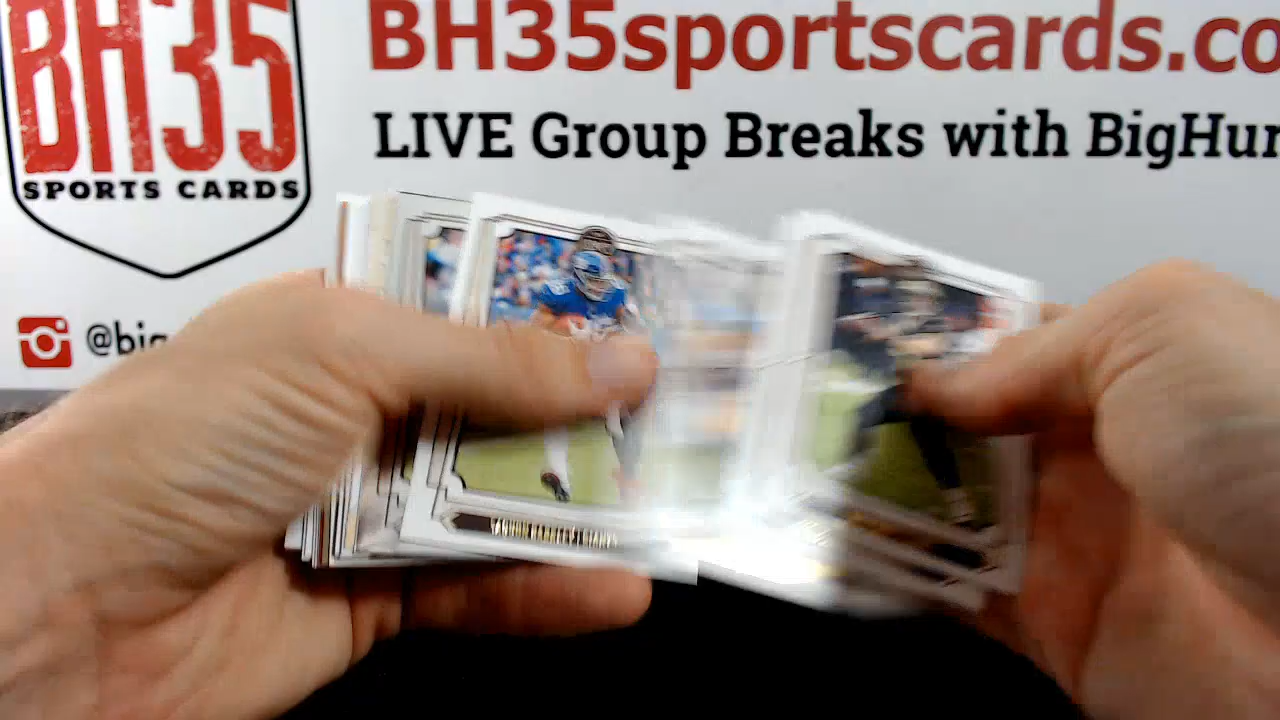 BH35
SPORTS CARDS
BH35sportscards.co
LIVE Group Breaks with BigHur
@big